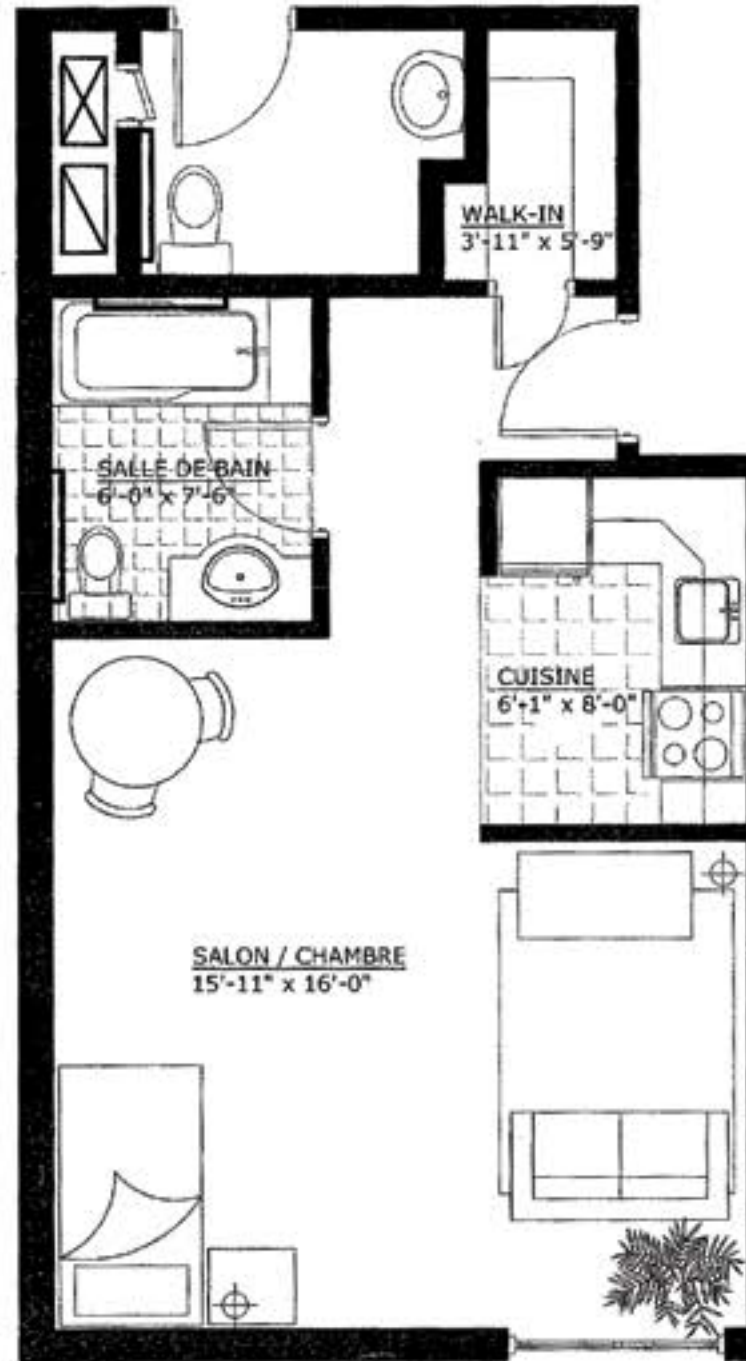 WALK-IN
3'-11" x 5'-9"
SALLE DE BAIN
6'-0" x 7'-6"
CUISINE
6'-1" x 8'-0"
SALON / CHAMBRE
15'-11" x 16'-0"